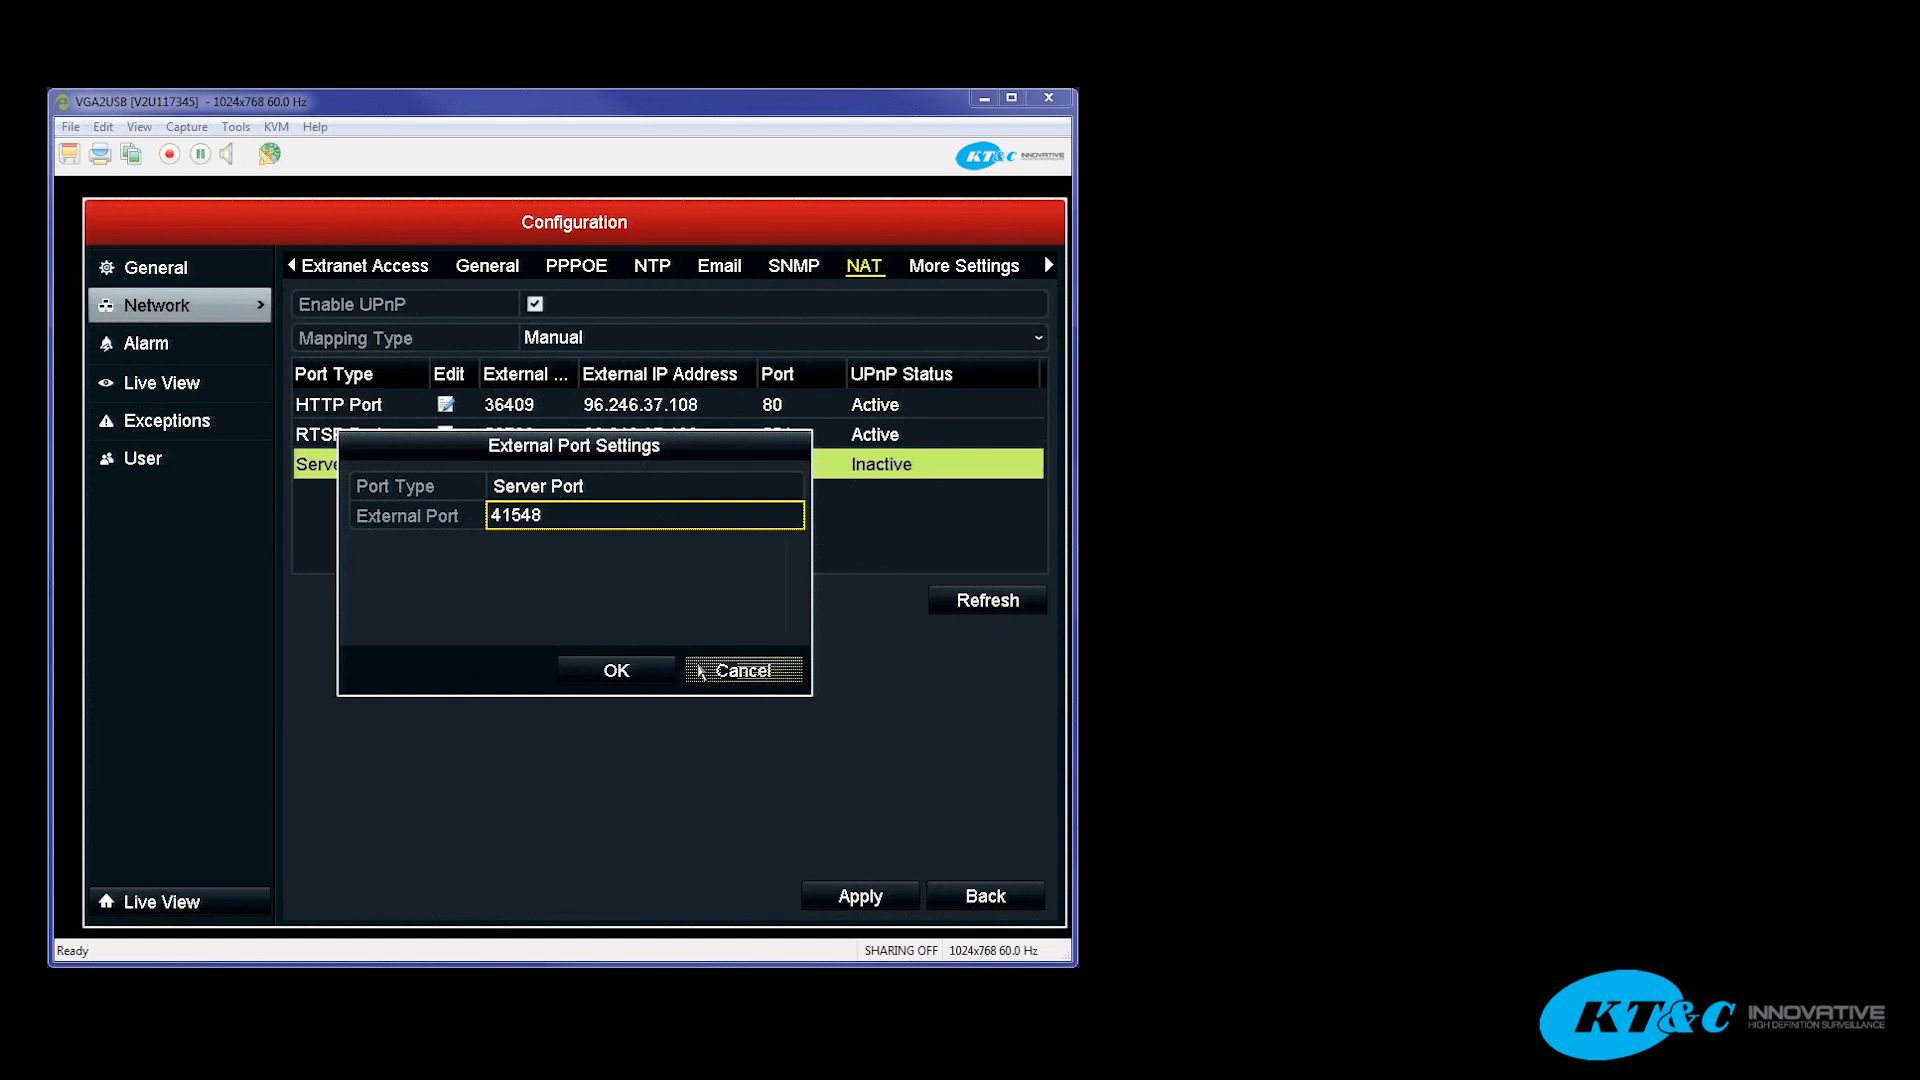 VGA2USB [V2U117345] - 1024x768 60.0 Hz
File Edit View Capture Tools KVM Help
KT&C INNOVATIVE
Configuration
General
Network
Alarm
Live View
Exceptions
User
Live View
Extranet Access General PPPOE NTP Email SNMP NAT More Settings
Enable UPnP
Mapping Type Manual
Port Type Edit External ... External IP Address Port UPnP Status
HTTP Port 36409 96.246.37.108 80 Active
Active
Inactive
External Port Settings
Port Type Server Port
External Port 41548
OK Cancel
Refresh
Apply Back
Ready SHARING OFF 1024x768 60.0 Hz
KT&C INNOVATIVE
HIGH DEFINITION SURVEILLANCE